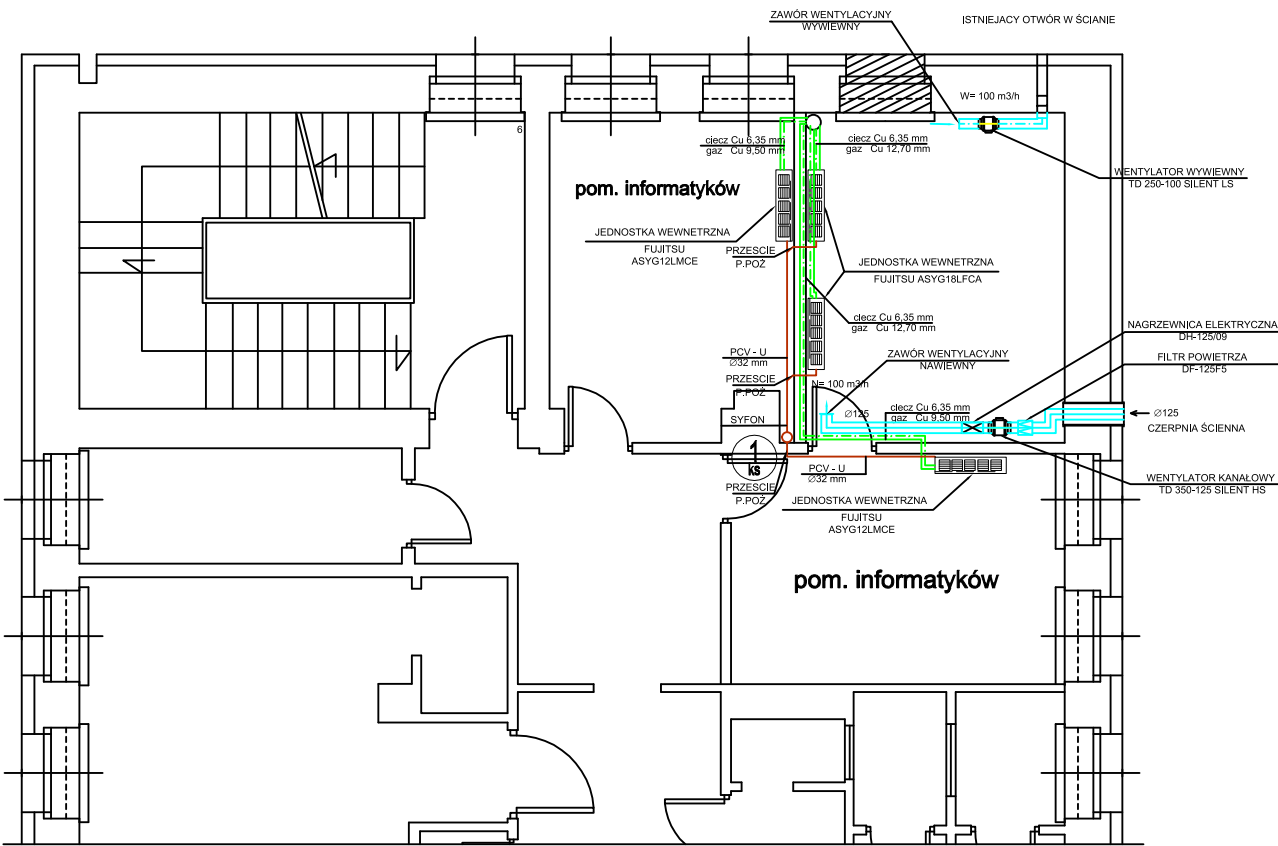 ZAWÓR WENTYLACYJNY
WYWIEWNY
ISTNIEJACY OTWÓR W ŚCIANIE
W= 100 m3/h
6
ciecz Cu 6,35 mm
gaz Cu 9,50 mm
ciecz Cu 6,35 mm
gaz Cu 12,70 mm
WENTYLATOR WYWIEWNY
TD 250-100 SILENT LS
pom. informatyków
JEDNOSTKA WEWNETRZNA
FUJITSU
ASYG12LMCE
PRZESCIE
P.POŻ
JEDNOSTKA WEWNETRZNA
FUJITSU ASYG18LFCA
ciecz Cu 6,35 mm
gaz Cu 12,70 mm
NAGRZEWNICA ELEKTRYCZNA
DH-125/09
PCV - U
Ø32 mm
ZAWÓR WENTYLACYJNY
NAWIEWNY
FILTR POWIETRZA
DF-125F5
PRZESCIE
P.POŻ
N= 100 m3/h
SYFON
Ø125
ciecz Cu 6,35 mm
gaz Cu 9,50 mm
Ø125
CZERPNIA ŚCIENNA
1
ks
PCV - U
Ø32 mm
WENTYLATOR KANAŁOWY
TD 350-125 SILENT HS
PRZESCIE
P.POŻ
JEDNOSTKA WEWNETRZNA
FUJITSU
ASYG12LMCE
pom. informatyków